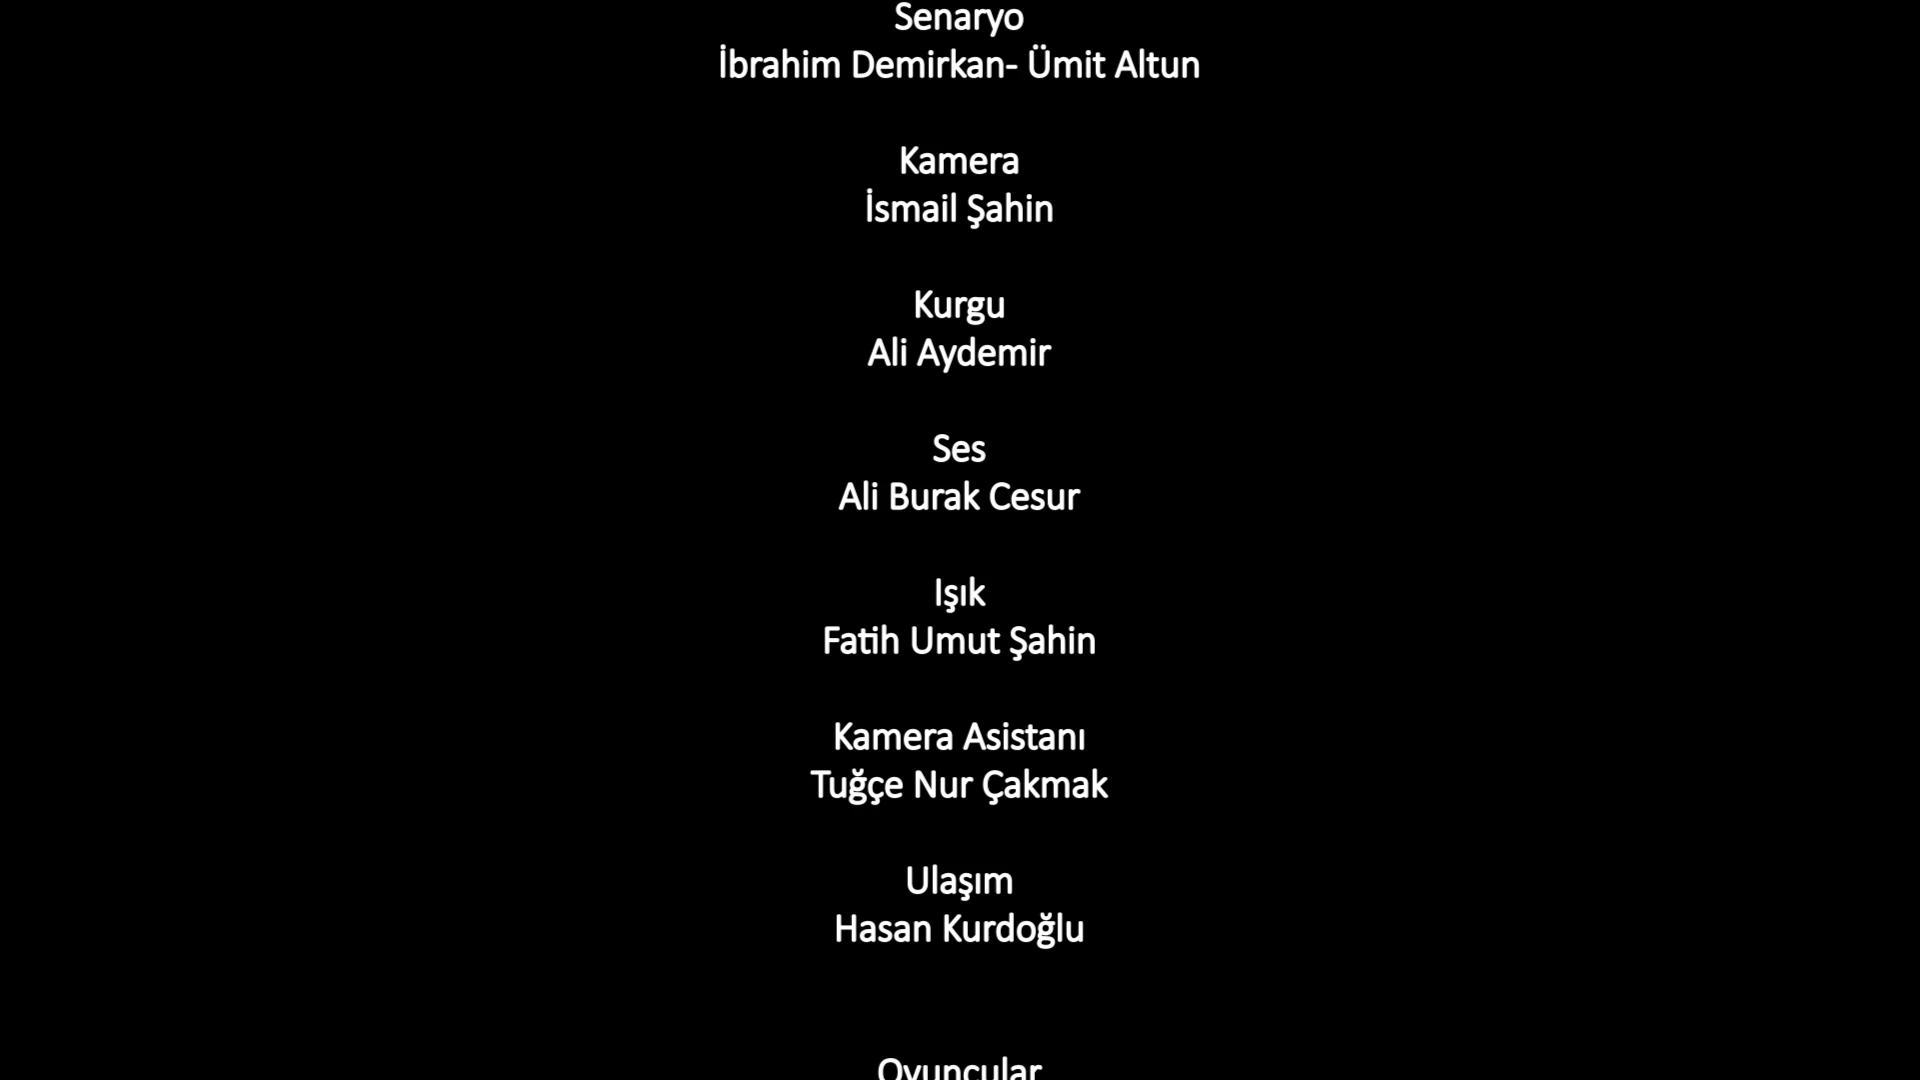 Senaryo
İbrahim Demirkan- Ümit Altun
Kamera
İsmail Şahin
Kurgu
Ali Aydemir
Ses
Ali Burak Cesur
Işık
Fatih Umut Şahin
Kamera Asistanı
Tuğçe Nur Çakmak
Ulaşım
Hasan Kurdoğlu
Oyuncular